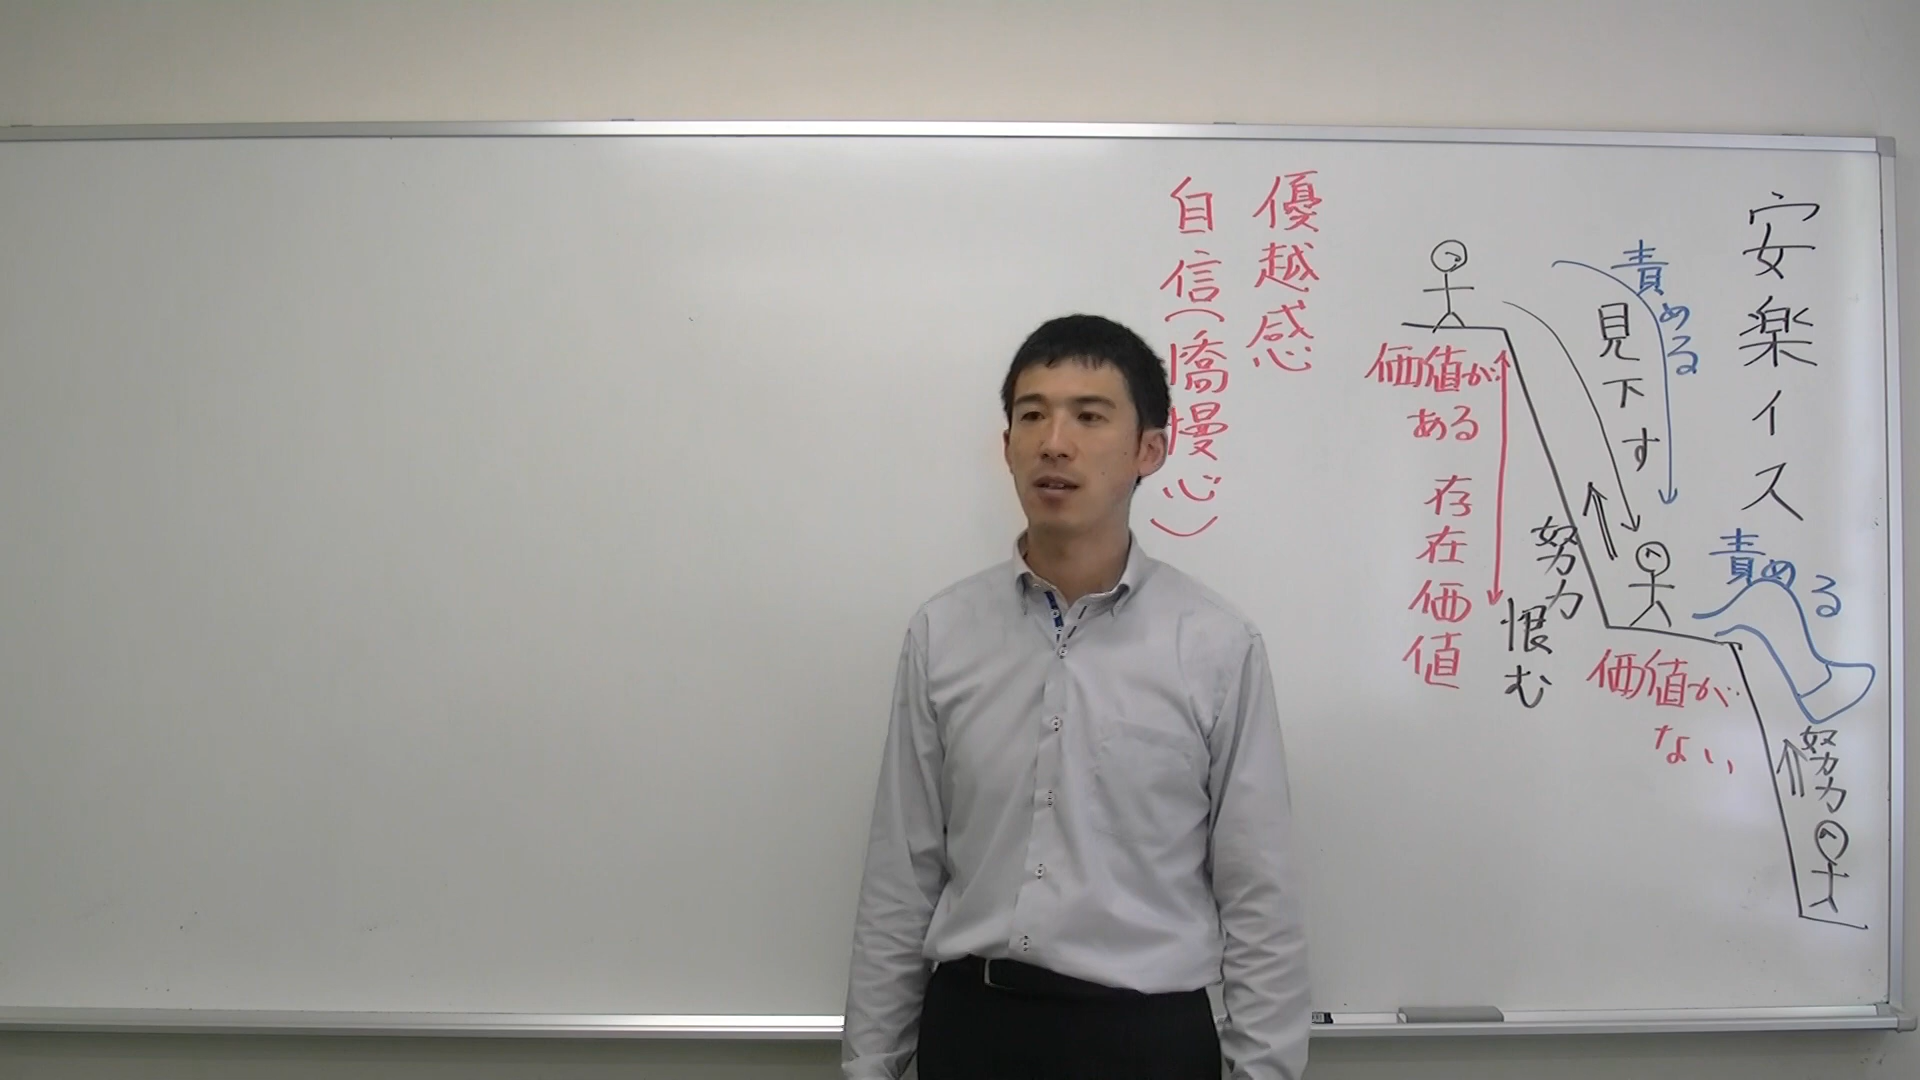 安楽イス
責める
見下す
責める
努力
努力
恨む
価値が
ある
存在価値
価値が
ない
優越感
自信(憍慢心)